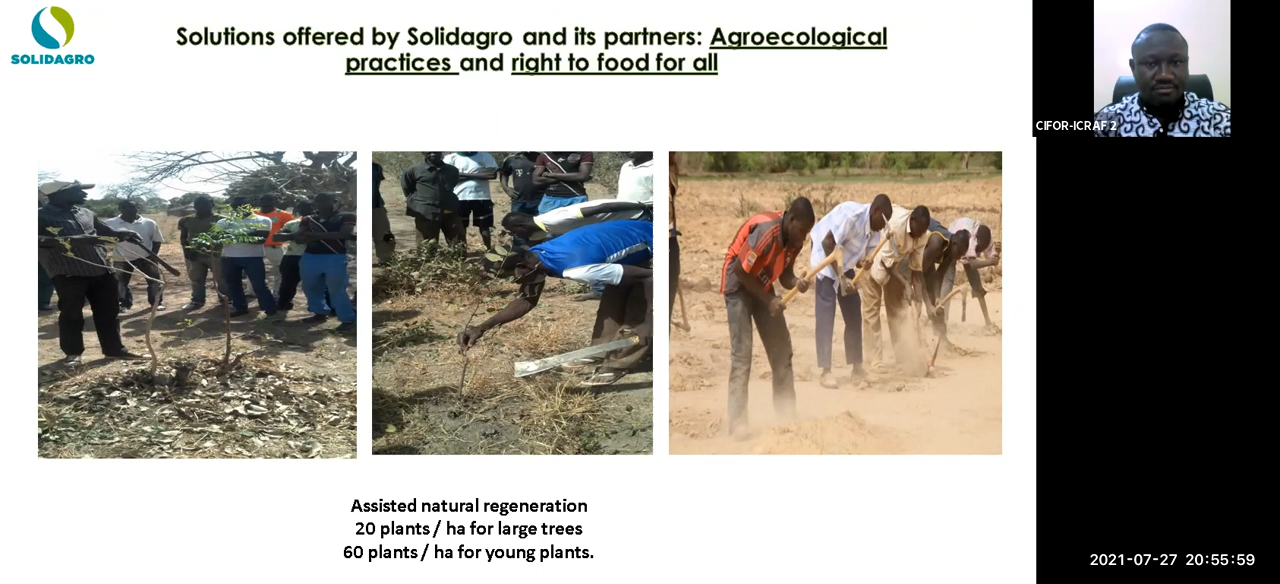 SOLIDAGRO
Solutions offered by Solidagro and its partners: Agroecological
practices and right to food for all
CIFOR-ICRAF 2
Assisted natural regeneration
20 plants / ha for large trees
60 plants / ha for young plants.
2021-07-27 20:55:59